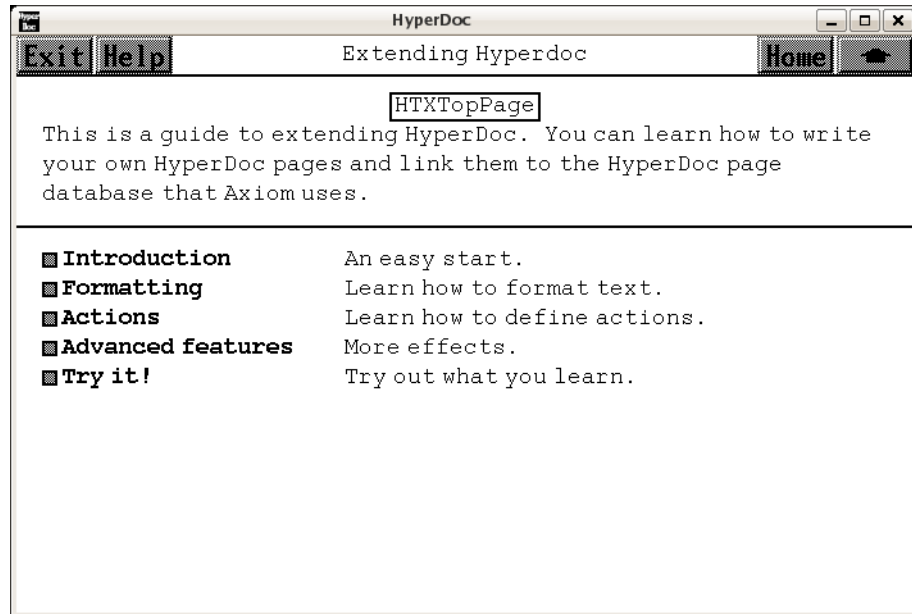 Hyper Doc HyperDoc
Exit Help Extending Hyperdoc Home
HTXTopPage
This is a guide to extending HyperDoc. You can learn how to write
your own HyperDoc pages and link them to the HyperDoc page
database that Axiom uses.
Introduction An easy start.
Formatting Learn how to format text.
Actions Learn how to define actions.
Advanced features More effects.
Try it! Try out what you learn.